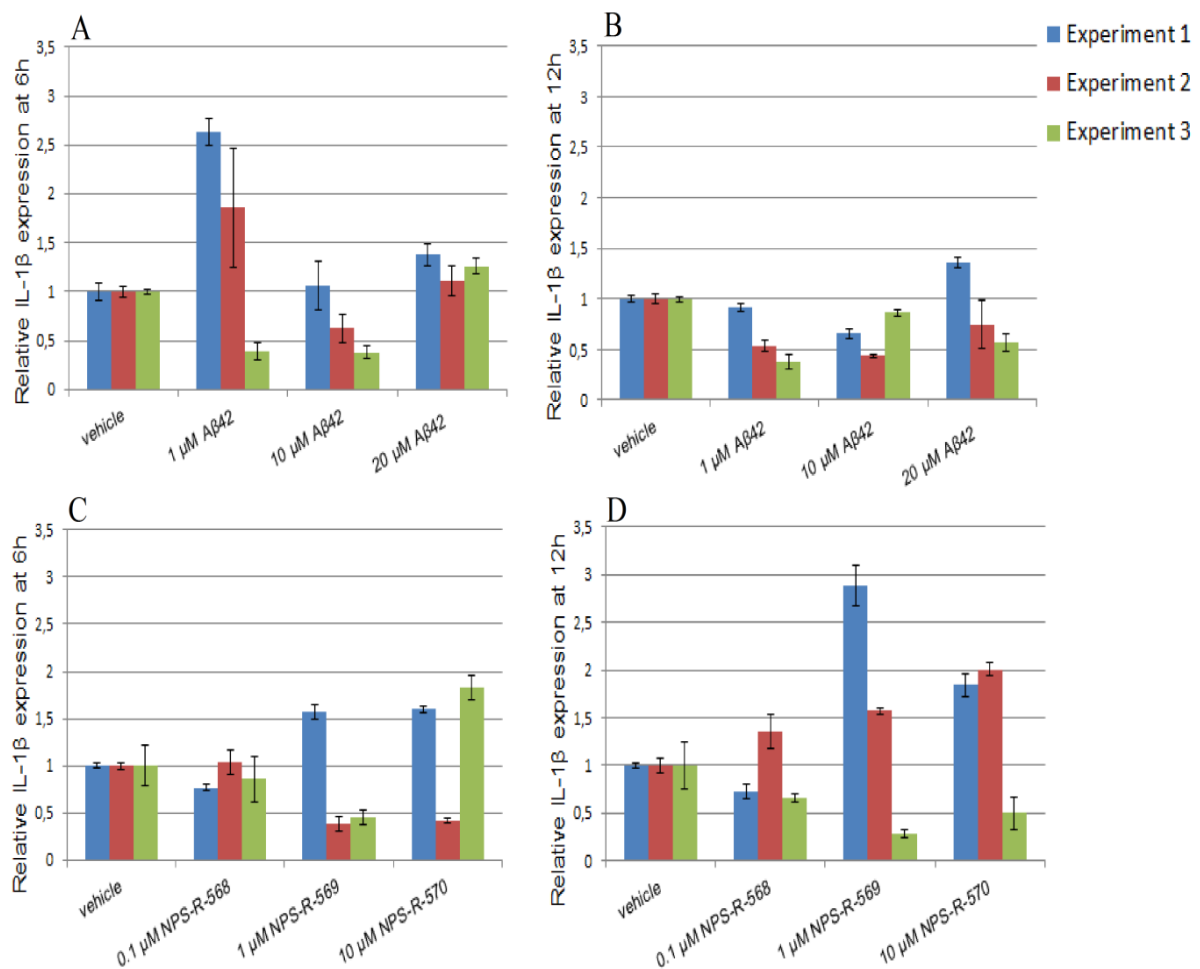 A
Relative IL-1β expression at 6h
3,5
3
2,5
2
1,5
1
0,5
0
vehicle
1 µM Aβ42
10 µM Aβ42
20 µM Aβ42
B
Relative IL-1β expression at 12h
3,5
3
2,5
2
1,5
1
0,5
0
vehicle
1 µM Aβ42
10 µM Aβ42
20 µM Aβ42
Experiment 1
Experiment 2
Experiment 3
C
Relative IL-1β expression at 6h
3,5
3
2,5
2
1,5
1
0,5
0
vehicle
0.1 µM NPS-R-568
1 µM NPS-R-569
10 µM NPS-R-570
D
Relative IL-1β expression at 12h
3,5
3
2,5
2
1,5
1
0,5
0
vehicle
0.1 µM NPS-R-568
1 µM NPS-R-569
10 µM NPS-R-570